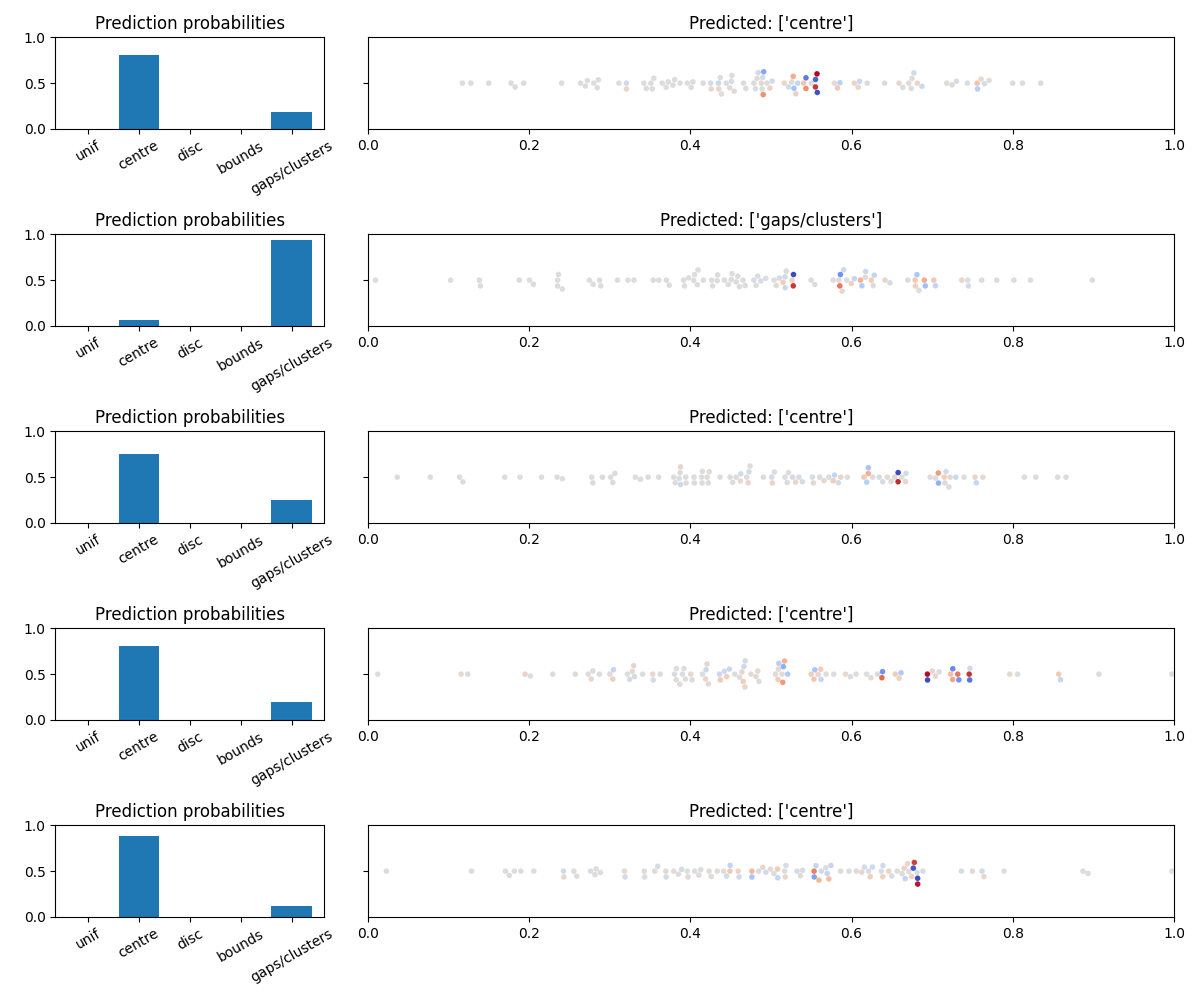 Prediction probabilities Predicted: ['centre']
1.0
0.5
0.0
unif centre disc bounds gaps/clusters 0.0 0.2 0.4 0.6 0.8 1.0
Prediction probabilities Predicted: ['gaps/clusters']
1.0
0.5
0.0
unif centre disc bounds gaps/clusters 0.0 0.2 0.4 0.6 0.8 1.0
Prediction probabilities Predicted: ['centre']
1.0
0.5
0.0
unif centre disc bounds gaps/clusters 0.0 0.2 0.4 0.6 0.8 1.0
Prediction probabilities Predicted: ['centre']
1.0
0.5
0.0
unif centre disc bounds gaps/clusters 0.0 0.2 0.4 0.6 0.8 1.0
Prediction probabilities Predicted: ['centre']
1.0
0.5
0.0
unif centre disc bounds gaps/clusters 0.0 0.2 0.4 0.6 0.8 1.0